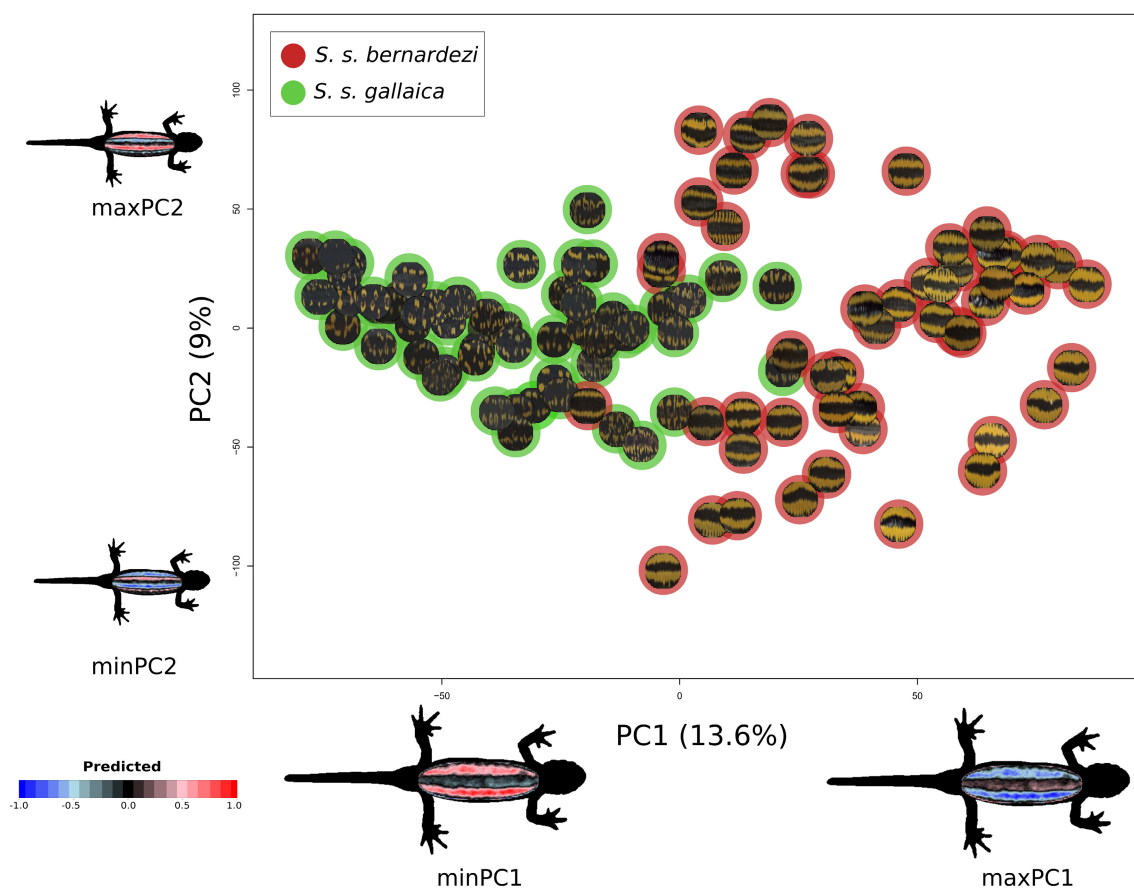 S. s. bernardezi
S. s. gallaica
maxPC2
minPC2
PC2 (9%)
100
50
0
−50
−100
−50
0
50
PC1 (13.6%)
Predicted
-1.0
-0.5
0.0
0.5
1.0
minPC1
maxPC1